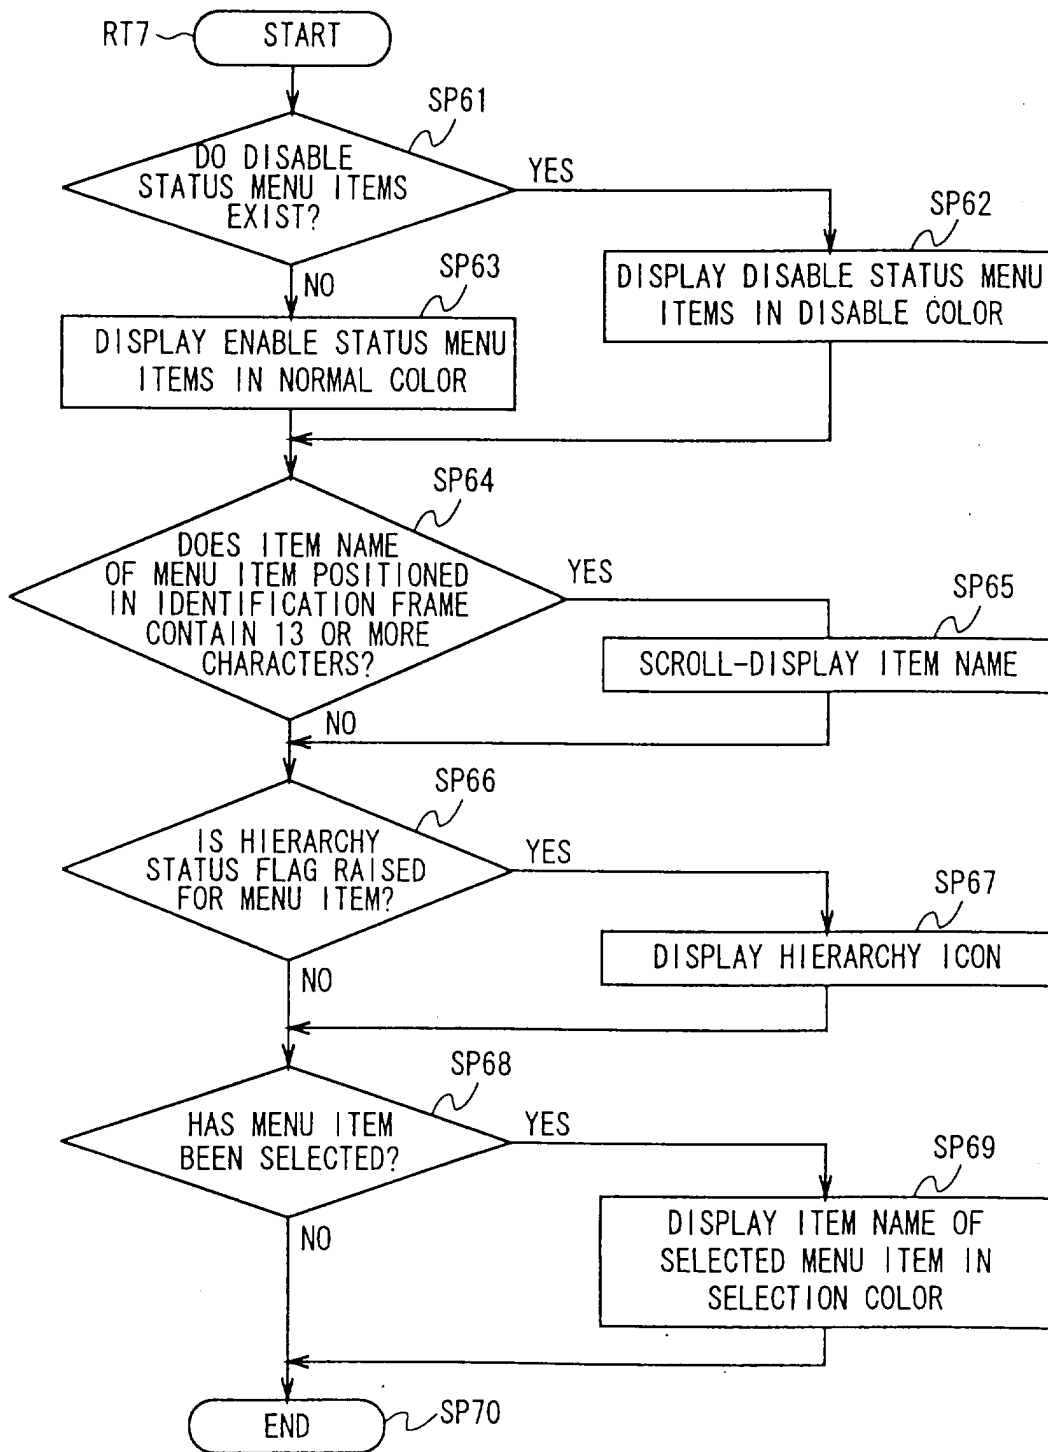 RT7
START
SP61
DO DISABLE
STATUS MENU ITEMS
EXIST?
YES
SP62
DISPLAY DISABLE STATUS MENU
ITEMS IN DISABLE COLOR
NO
SP63
DISPLAY ENABLE STATUS MENU
ITEMS IN NORMAL COLOR
SP64
DOES ITEM NAME
OF MENU ITEM POSITIONED
IN IDENTIFICATION FRAME
CONTAIN 13 OR MORE
CHARACTERS?
YES
SP65
SCROLL-DISPLAY ITEM NAME
NO
SP66
IS HIERARCHY
STATUS FLAG RAISED
FOR MENU ITEM?
YES
SP67
DISPLAY HIERARCHY ICON
NO
SP68
HAS MENU ITEM
BEEN SELECTED?
YES
SP69
DISPLAY ITEM NAME OF
SELECTED MENU ITEM IN
SELECTION COLOR
NO
END
SP70